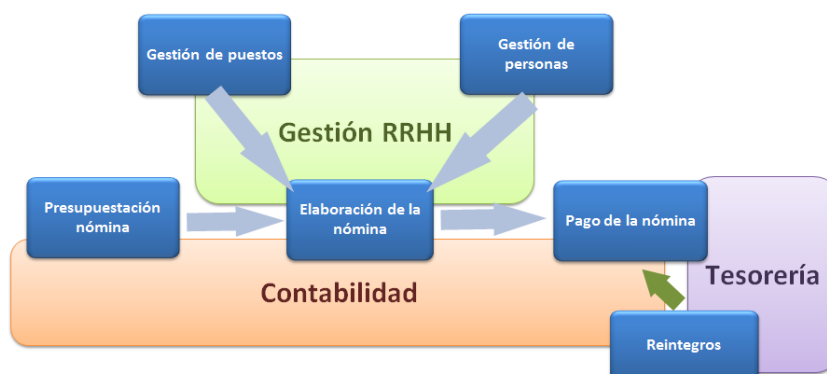 Gestión de puestos
Gestión de
personas
Gestión RRHH
Presupuestación
nómina
Elaboración de la
nómina
Pago de la nómina
Contabilidad
Tesorería
Reintegros